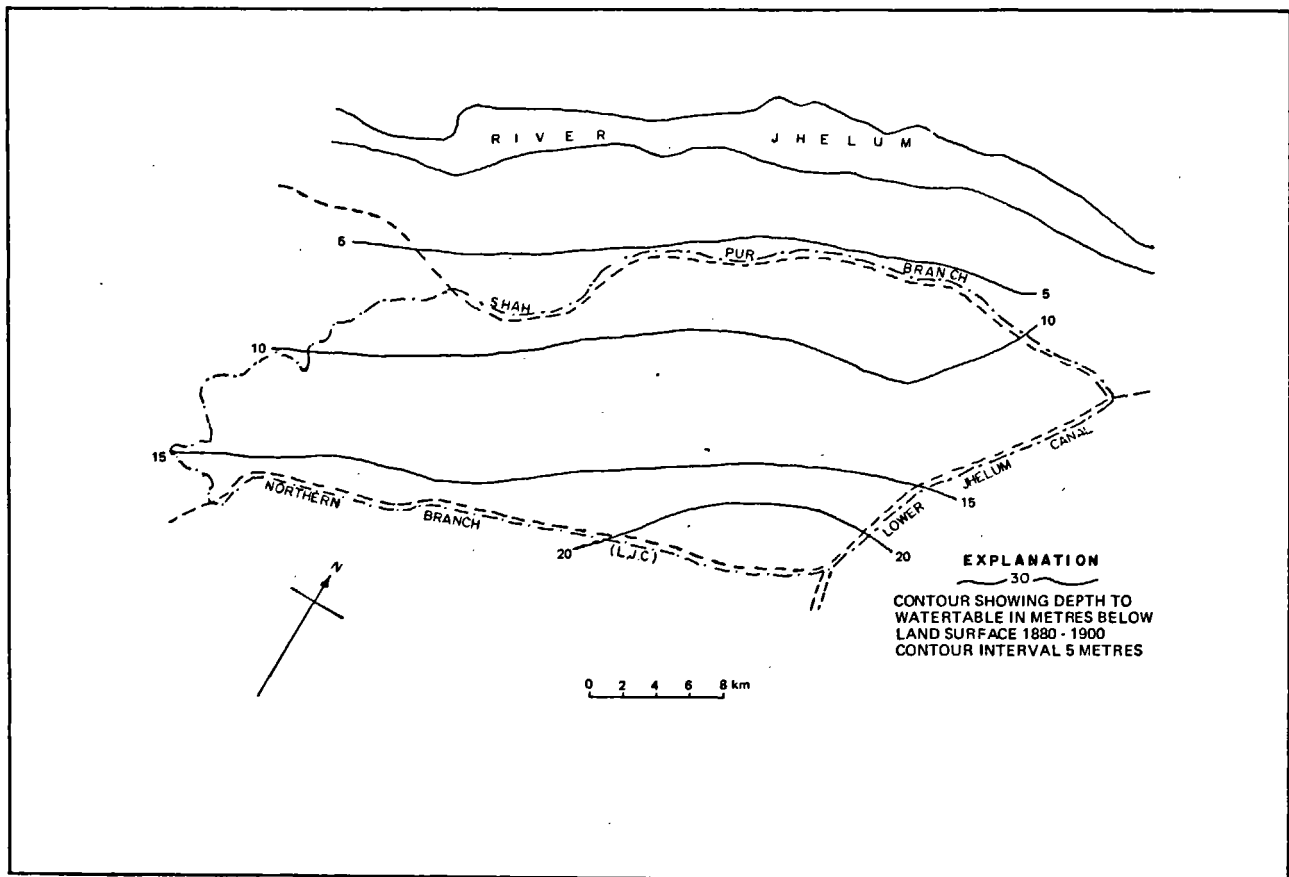 RIVER JHELUM
5
SHAH PUR BRANCH
5
10
10
15
NORTHERN BRANCH (L.J.C)
LOWER JHELUM CANAL
15
20
20
N
EXPLANATION
30
CONTOUR SHOWING DEPTH TO
WATERTABLE IN METRES BELOW
LAND SURFACE 1880 - 1900
CONTOUR INTERVAL 5 METRES
0 2 4 6 8 km